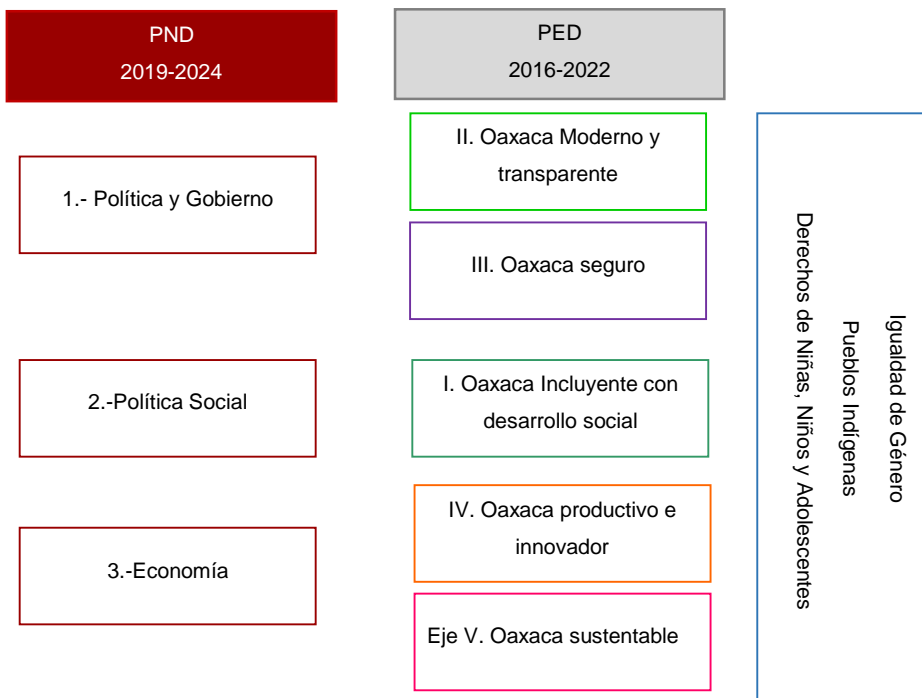 PND
2019-2024
PED
2016-2022
1.- Política y Gobierno
II. Oaxaca Moderno y
transparente
III. Oaxaca seguro
2.-Política Social
I. Oaxaca Incluyente con
desarrollo social
3.-Economía
IV. Oaxaca productivo e
innovador
Eje V. Oaxaca sustentable
Igualdad de Género
Pueblos Indígenas
Derechos de Niñas, Niños y Adolescentes